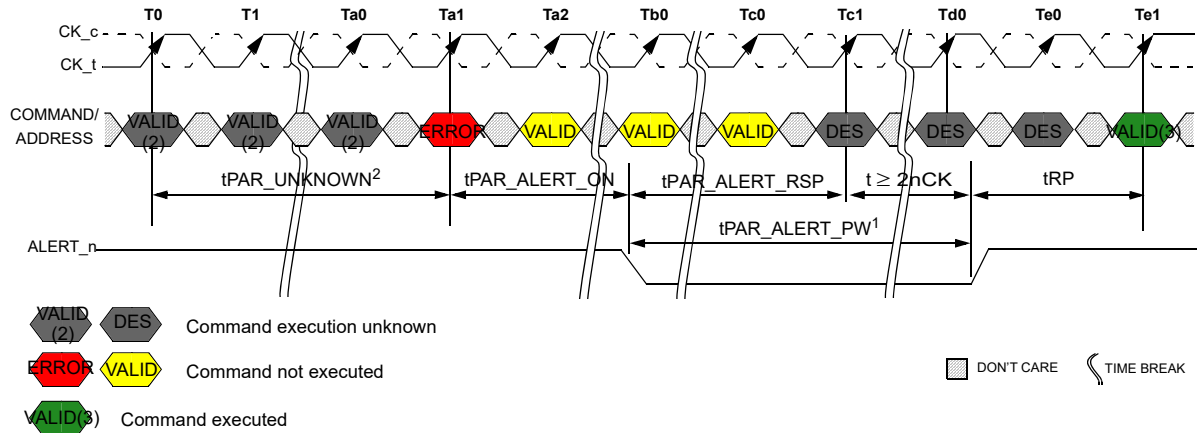 T0 T1 Ta0 Ta1 Ta2 Tb0 Tc0 Tc1 Td0 Te0 Te1
CK_c
CK_t
COMMAND/
ADDRESS
VALID
(2)
VALID
(2)
VALID
(2)
ERROR
VALID
VALID
VALID
DES
DES
DES
VALID(3)
tPAR_UNKNOWN² tPAR_ALERT_ON tPAR_ALERT_RSP t ≥ 2nCK tRP
tPAR_ALERT_PW¹
ALERT_n
VALID
(2)
DES
Command execution unknown
ERROR
VALID
Command not executed
VALID(3)
Command executed
DON'T CARE
TIME BREAK